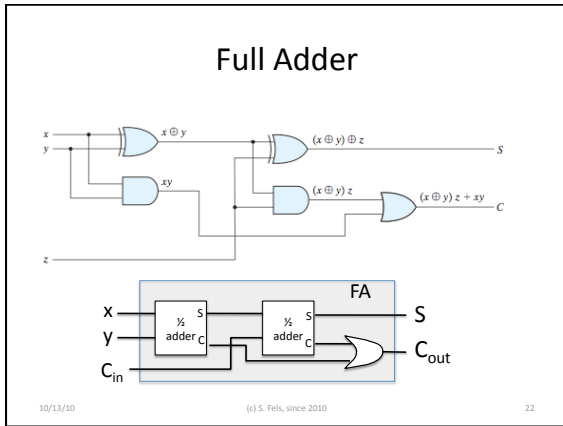 Full Adder
x
y
x ⊕ y
(x ⊕ y) ⊕ z
S
xy
(x ⊕ y) z
(x ⊕ y) z + xy
C
z
FA
x
y
C_in
½
adder
S
C
½
adder
S
C
S
C_out
10/13/10
(c) S. Fels, since 2010
22